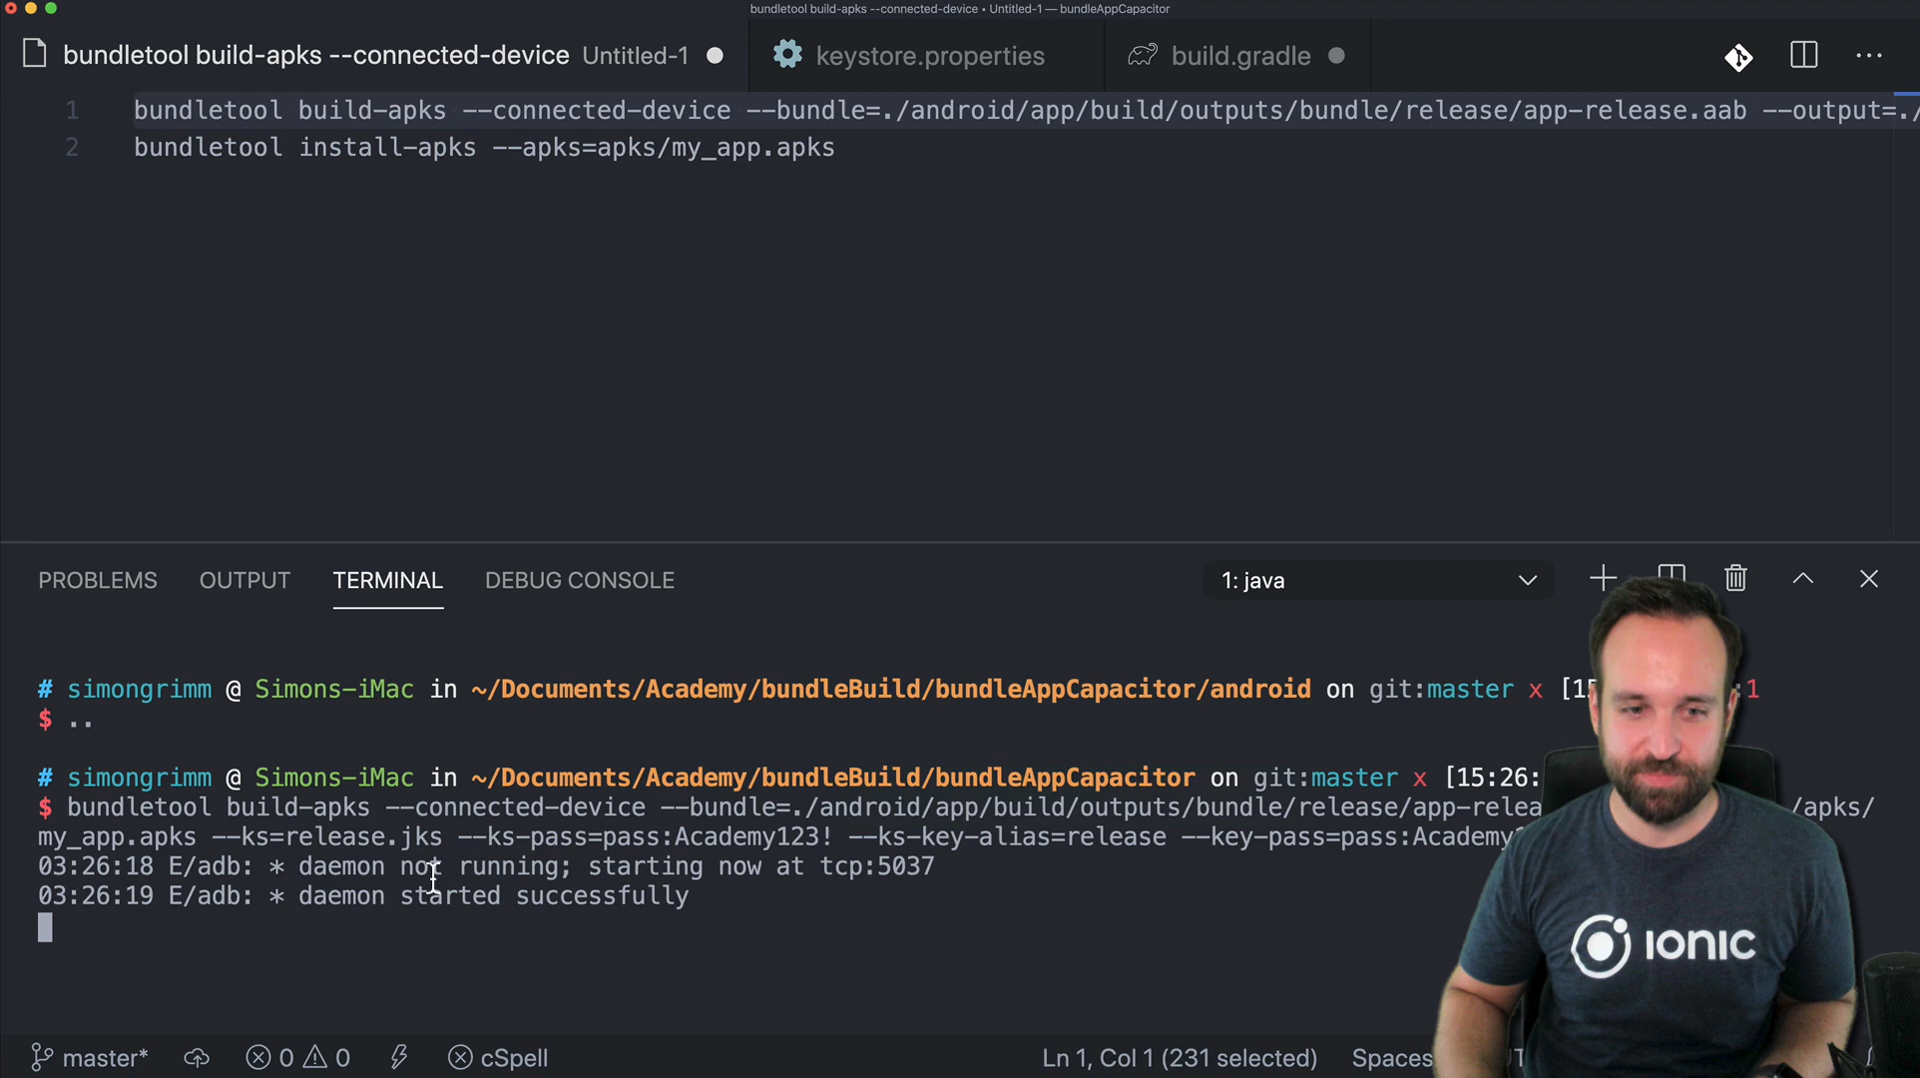 bundletool build-apks --connected-device • Untitled-1 — bundleAppCapacitor
bundletool build-apks --connected-device Untitled-1 keystore.properties build.gradle
1 bundletool build-apks --connected-device --bundle=./android/app/build/outputs/bundle/release/app-release.aab --output=./
2 bundletool install-apks --apks=apks/my_app.apks
PROBLEMS OUTPUT TERMINAL DEBUG CONSOLE 1: java
# simongrimm @ Simons-iMac in ~/Documents/Academy/bundleBuild/bundleAppCapacitor/android on git:master x [15 :1
$ ..
# simongrimm @ Simons-iMac in ~/Documents/Academy/bundleBuild/bundleAppCapacitor on git:master x [15:26:
$ bundletool build-apks --connected-device --bundle=./android/app/build/outputs/bundle/release/app-relea /apks/
my_app.apks --ks=release.jks --ks-pass=pass:Academy123! --ks-key-alias=release --key-pass=pass:Academy1
03:26:18 E/adb: * daemon not running; starting now at tcp:5037
03:26:19 E/adb: * daemon started successfully
IONIC
master* 0 0 cSpell Ln 1, Col 1 (231 selected) Spaces